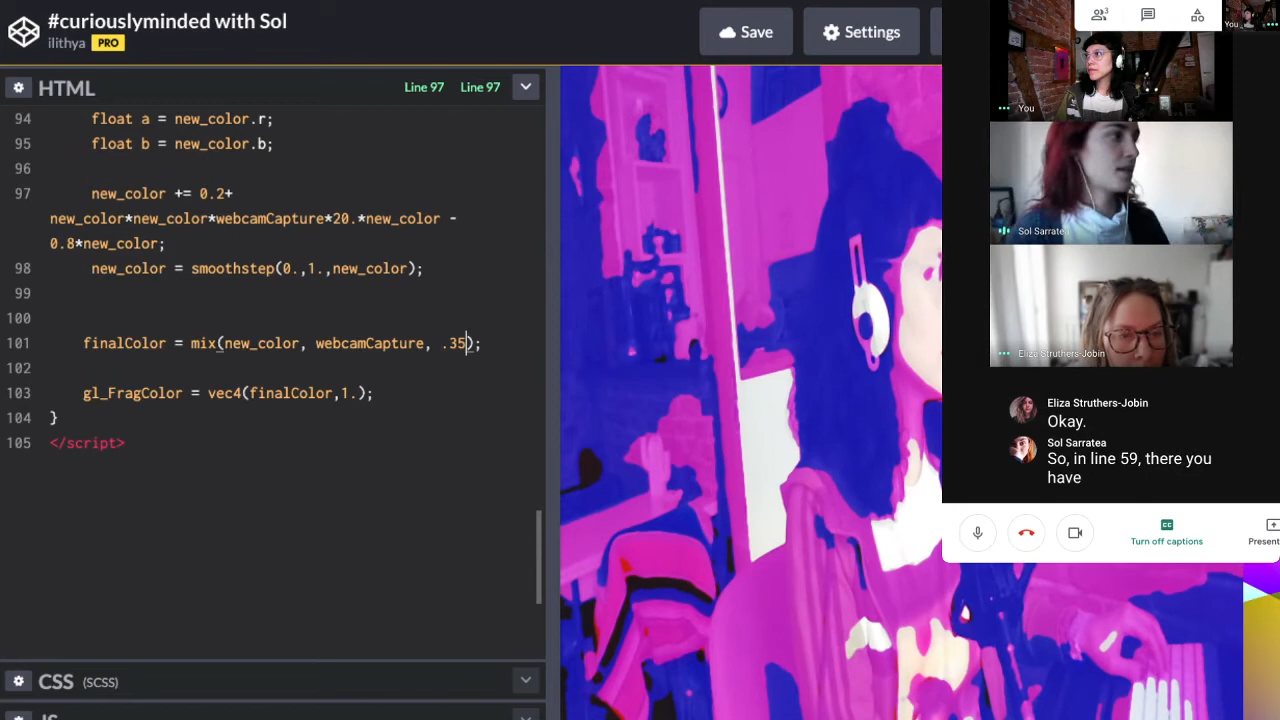 #curiouslyminded with Sol
ilithya PRO
Save
Settings
HTML
Line 97 Line 97
94 float a = new_color.r;
95 float b = new_color.b;
96
97 new_color += 0.2+
new_color*new_color*webcamCapture*20.*new_color -
0.8*new_color;
98 new_color = smoothstep(0.,1.,new_color);
99
100
101 finalColor = mix(new_color, webcamCapture, .35);
102
103 gl_FragColor = vec4(finalColor,1.);
104 }
105 </script>
CSS (SCSS)
3
You
You
Sol Sarratea
Eliza Struthers-Jobin
Eliza Struthers-Jobin
Okay.
Sol Sarratea
So, in line 59, there you
have
Turn off captions